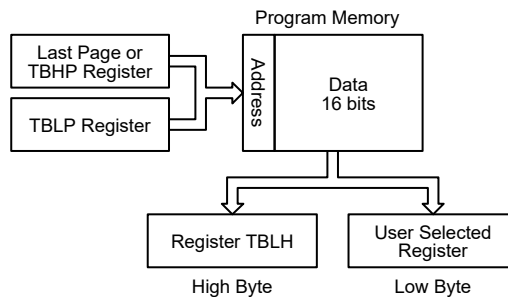 Program Memory
Last Page or
TBHP Register
TBLP Register
Address
Data
16 bits
Register TBLH
User Selected
Register
High Byte
Low Byte